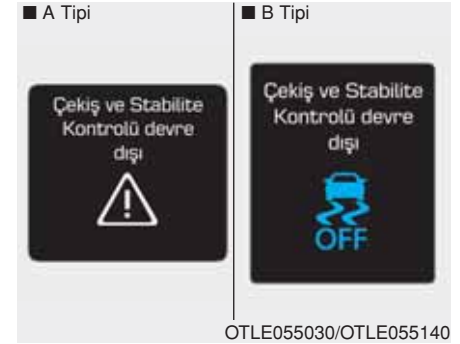 ■ A Tipi
Çekiş ve Stabilite
Kontrolü devre
dışı
■ B Tipi
Çekiş ve Stabilite
Kontrolü devre
dışı
OFF
OTLE055030/OTLE055140